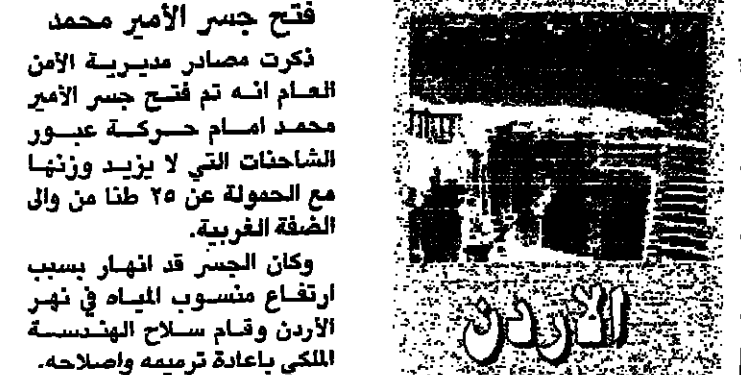 فتح جسر الأمير محمد
ذكرت مصادر مديرية الأمن
العام انه تم فتح جسر الأمير
محمد امام حركة عبور
الشاحنات التي لا يزيد وزنها
مع الحمولة عن ٢٥ طنا من والى
الضفة الغربية.
وكان الجسر قد انهار بسبب
ارتفاع منسوب المياه في نهر
الأردن وقام سلاح الهندسة
الملكي باعادة ترميمه واصلاحه.
الأردن